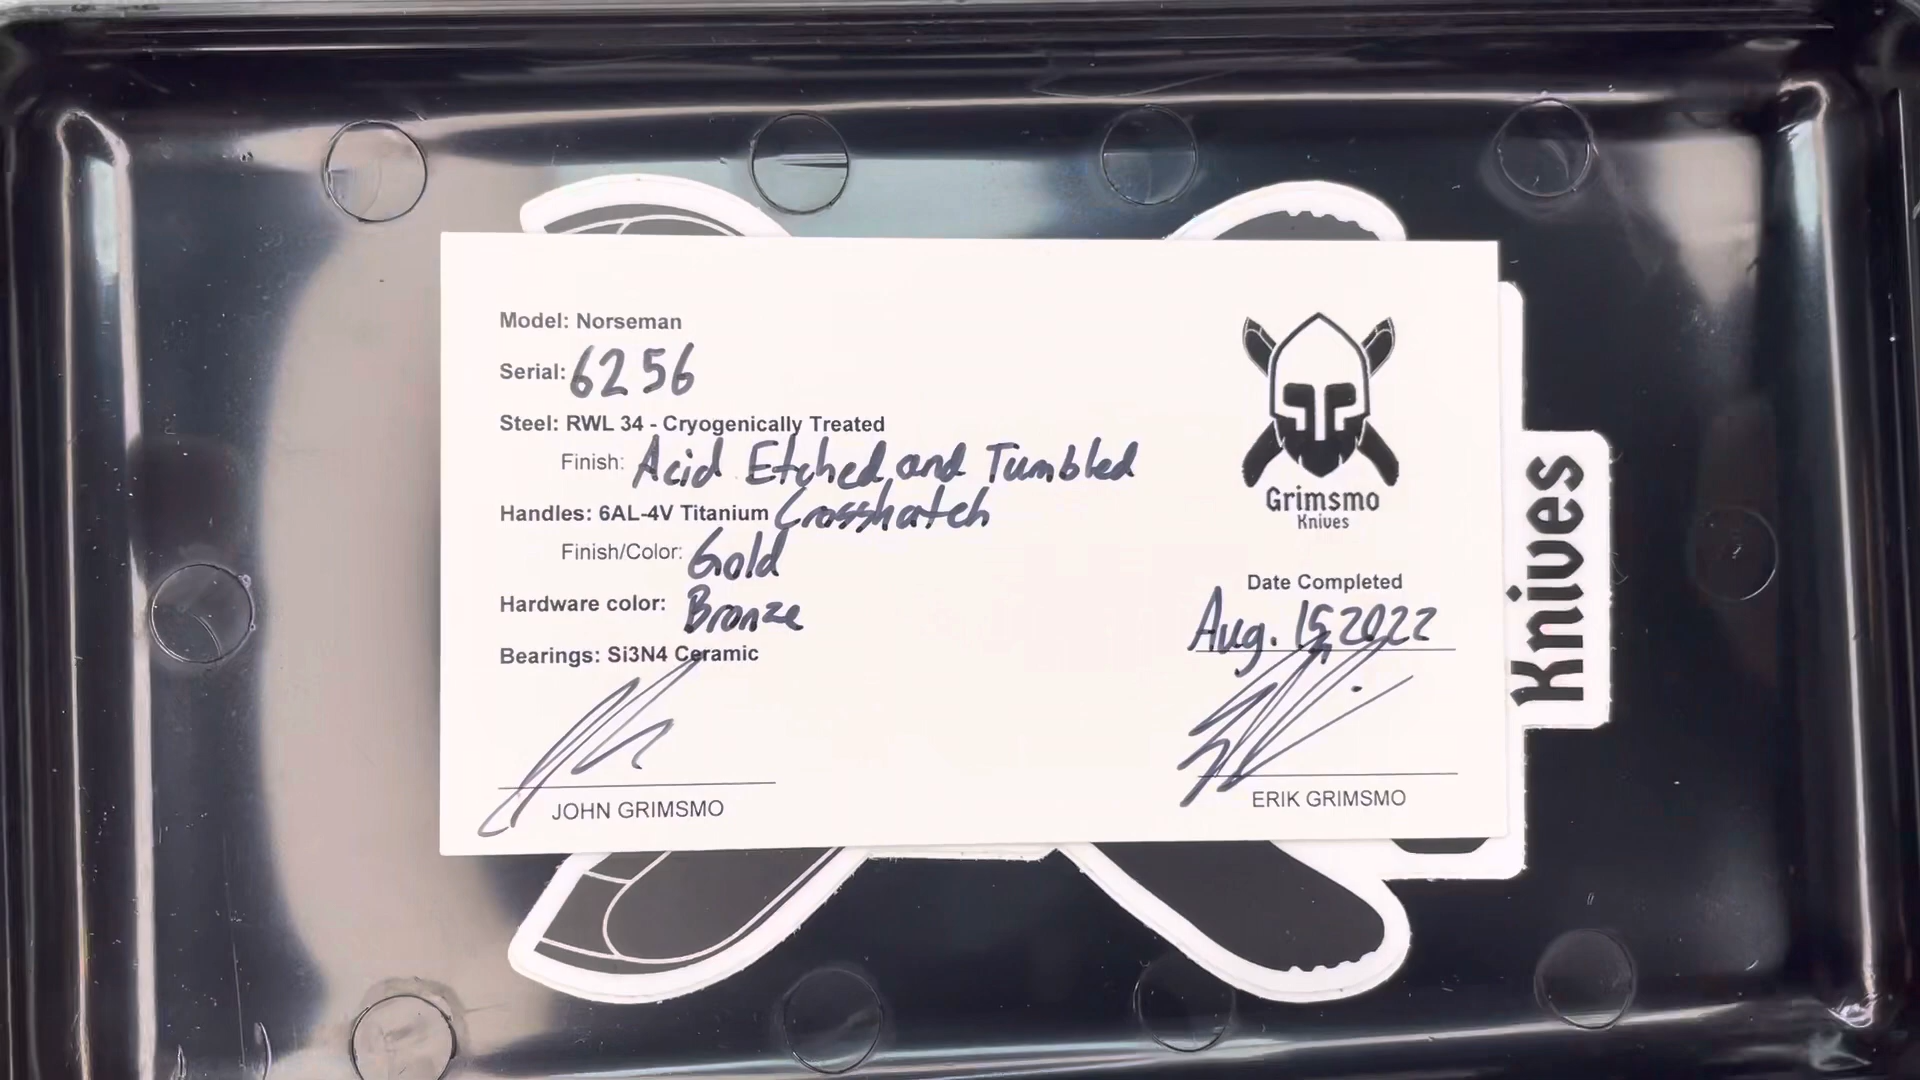 Model: Norseman
Serial: 6256
Steel: RWL 34 - Cryogenically Treated
Finish: Acid Etched and Tumbled
Handles: 6AL-4V Titanium Crosshatch
Finish/Color: Gold
Hardware color: Bronze
Bearings: Si3N4 Ceramic
JOHN GRIMSMO
Grimsmo
Knives
Date Completed
Aug. 15, 2022
ERIK GRIMSMO
Knives